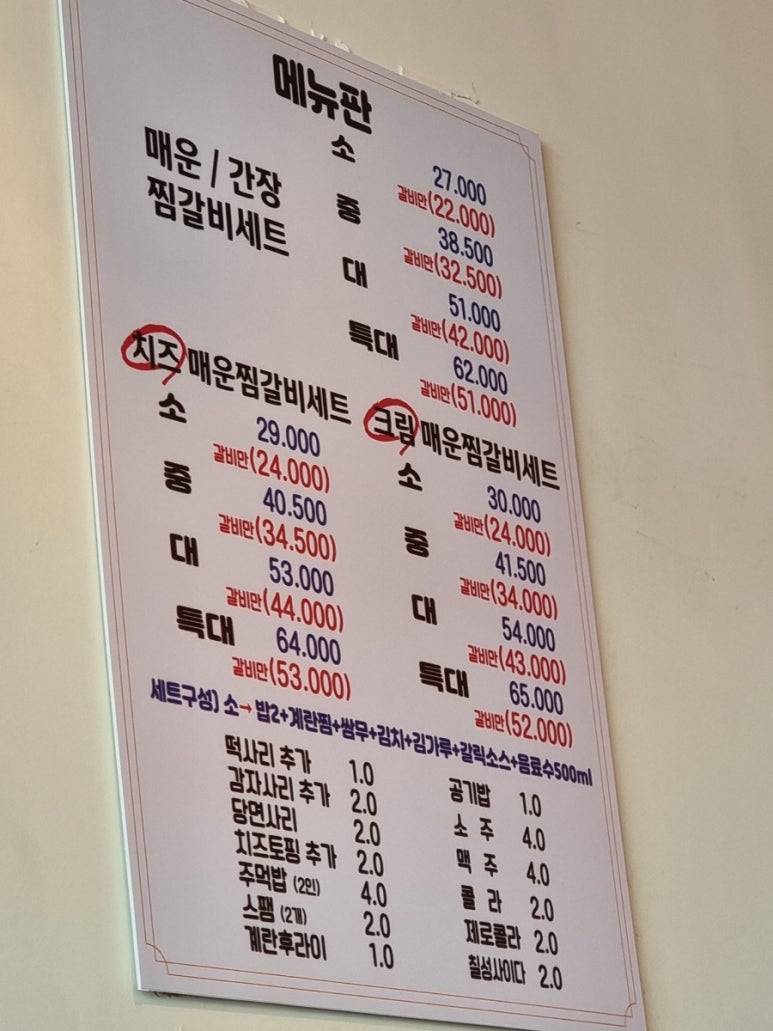 메뉴판
매운 / 간장
찜갈비세트
소 27.000
갈비만(22.000)
중 38.500
갈비만(32.500)
대 51.000
갈비만(42.000)
특대 62.000
갈비만(51.000)
치즈 매운찜갈비세트
소 29.000
갈비만(24.000)
중 40.500
갈비만(34.500)
대 53.000
갈비만(44.000)
특대 64.000
갈비만(53.000)
크림 매운찜갈비세트
소 30.000
갈비만(24.000)
중 41.500
갈비만(34.000)
대 54.000
갈비만(43.000)
특대 65.000
갈비만(52.000)
세트구성) 소→ 밥2+계란찜+쌈무+김치+김가루+갈릭소스+음료수500ml
떡사리 추가 1.0
감자사리 추가 2.0
당면사리 2.0
치즈토핑 추가 2.0
주먹밥 (2인) 4.0
스팸 (2개) 2.0
계란후라이 1.0
공기밥 1.0
소 주 4.0
맥 주 4.0
콜 라 2.0
제로콜라 2.0
칠성사이다 2.0